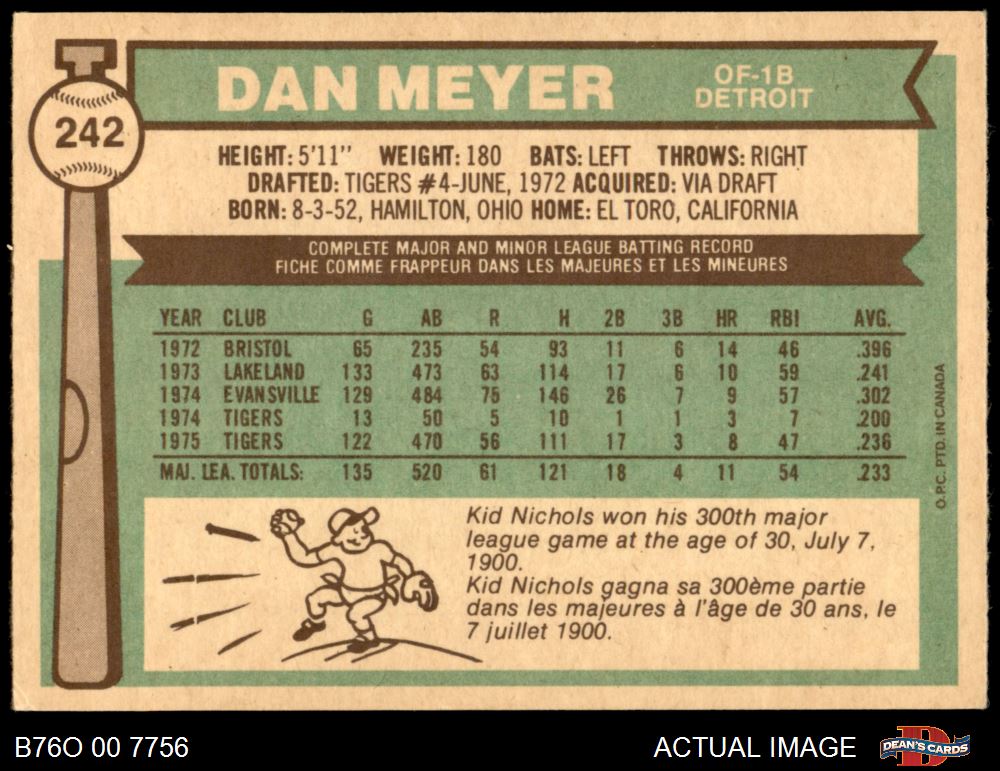 242
DAN MEYER
OF-1B
DETROIT
HEIGHT: 5'11" WEIGHT: 180 BATS: LEFT THROWS: RIGHT
DRAFTED: TIGERS #4-JUNE, 1972 ACQUIRED: VIA DRAFT
BORN: 8-3-52, HAMILTON, OHIO HOME: EL TORO, CALIFORNIA
COMPLETE MAJOR AND MINOR LEAGUE BATTING RECORD
FICHE COMME FRAPPEUR DANS LES MAJEURES ET LES MINEURES
YEAR CLUB G AB R H 2B 3B HR RBI AVG.
1972 BRISTOL 65 235 54 93 11 6 14 46 .396
1973 LAKELAND 133 473 63 114 17 6 10 59 .241
1974 EVANSVILLE 129 484 76 146 26 7 9 57 .302
1974 TIGERS 13 50 5 10 1 1 3 7 .200
1975 TIGERS 122 470 56 111 17 3 8 47 .236
MAJ. LEA. TOTALS: 135 520 61 121 18 4 11 54 .233
O.P.C. PTD. IN CANADA
Kid Nichols won his 300th major
league game at the age of 30, July 7,
1900.
Kid Nichols gagna sa 300ème partie
dans les majeures à l'âge de 30 ans, le
7 juillet 1900.
B76O 00 7756
ACTUAL IMAGE
DEAN'S CARDS